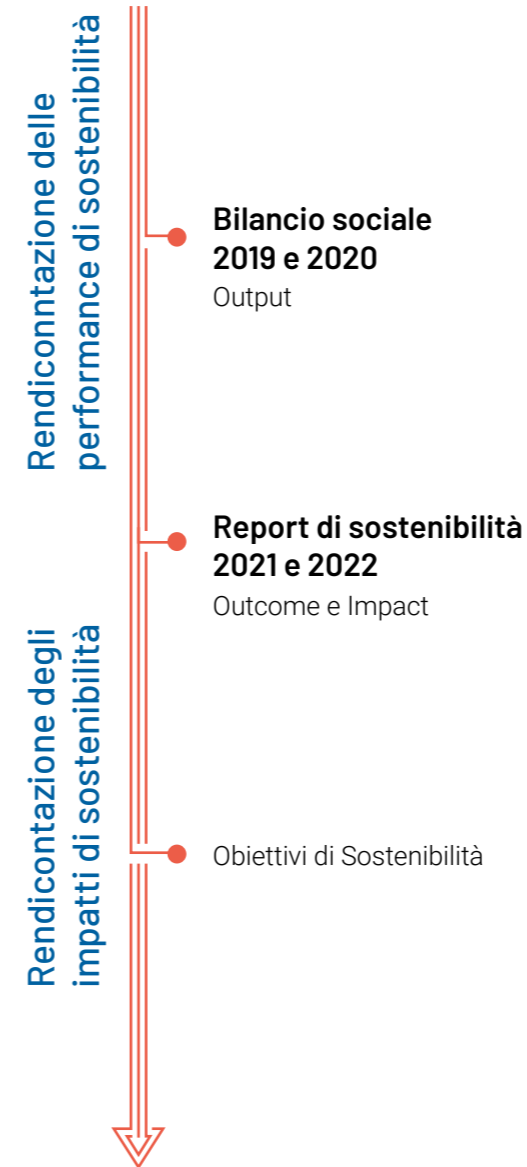 Rendiconntazione delle
performance di sostenibilità
Bilancio sociale
2019 e 2020
Output
Report di sostenibilità
2021 e 2022
Outcome e Impact
Rendicontazione degli
impatti di sostenibilità
Obiettivi di Sostenibilità